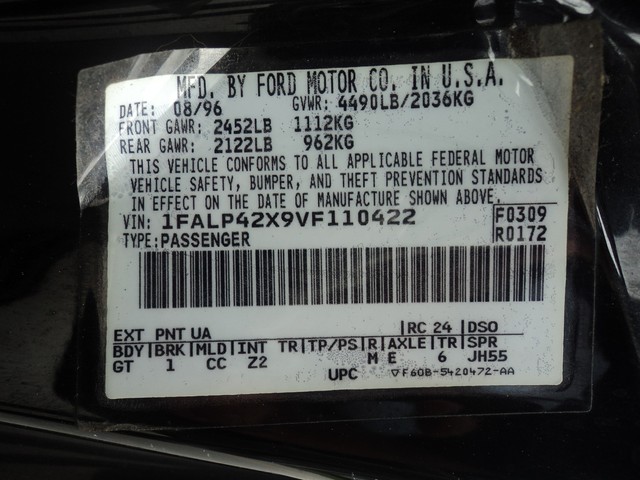 MFD. BY FORD MOTOR CO. IN U.S.A.
DATE: 08/96 GVWR: 4490LB/2036KG
FRONT GAWR: 2452LB 1112KG
REAR GAWR: 2122LB 962KG
THIS VEHICLE CONFORMS TO ALL APPLICABLE FEDERAL MOTOR
VEHICLE SAFETY, BUMPER, AND THEFT PREVENTION STANDARDS
IN EFFECT ON THE DATE OF MANUFACTURE SHOWN ABOVE.
VIN: 1FALP42X9VF110422 F0309
TYPE: PASSENGER R0172
EXT PNT UA RC 24 DSO
BDY BRK MLD INT TR TP/PS R AXLE TR SPR
GT 1 CC Z2 M E 6 JH55
UPC ▽F60B-5420472-AA